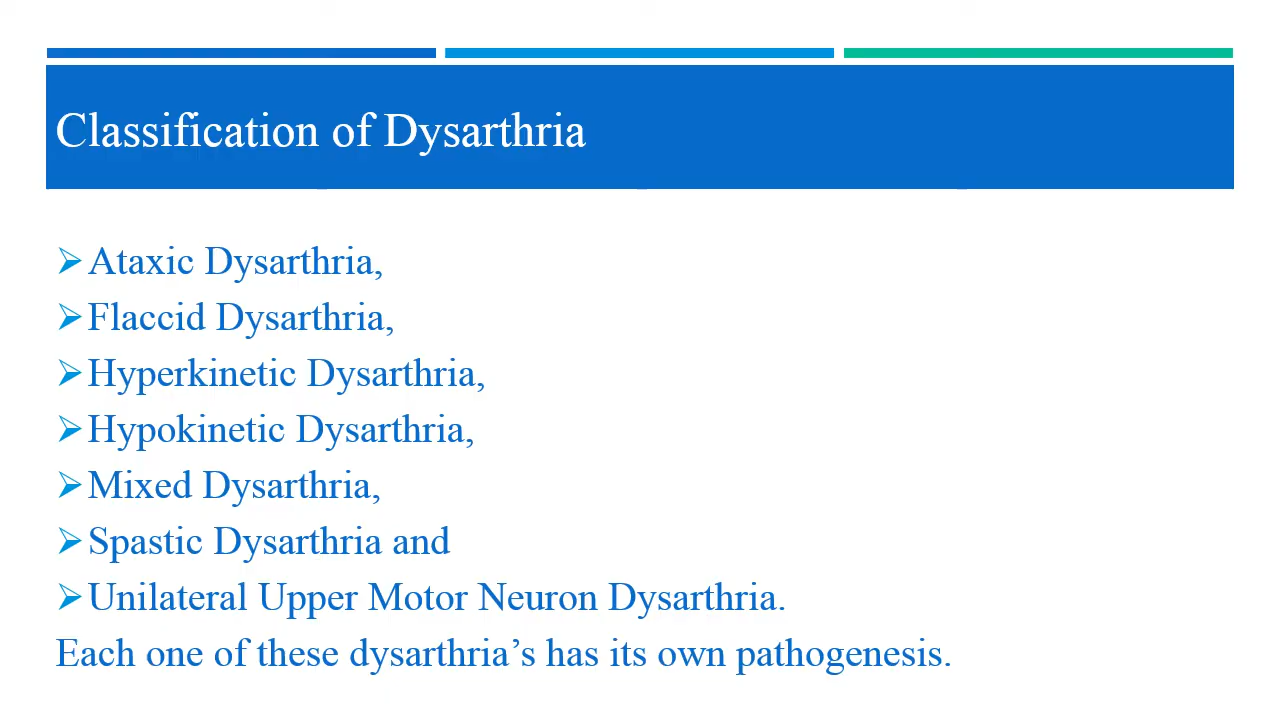 Classification of Dysarthria
➢Ataxic Dysarthria,
➢Flaccid Dysarthria,
➢Hyperkinetic Dysarthria,
➢Hypokinetic Dysarthria,
➢Mixed Dysarthria,
➢Spastic Dysarthria and
➢Unilateral Upper Motor Neuron Dysarthria.
Each one of these dysarthria’s has its own pathogenesis.